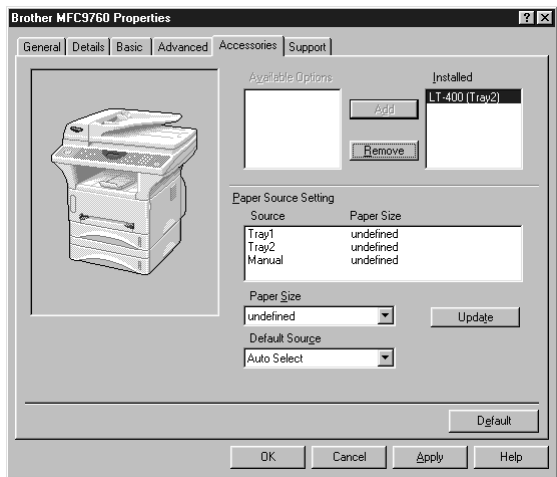 Brother MFC9760 Properties
General Details Basic Advanced Accessories Support
Available Options
Installed
Add
LT-400 (Tray2)
Remove
Paper Source Setting
Source Paper Size
Tray1 undefined
Tray2 undefined
Manual undefined
Paper Size
undefined
Update
Default Source
Auto Select
Default
OK Cancel Apply Help